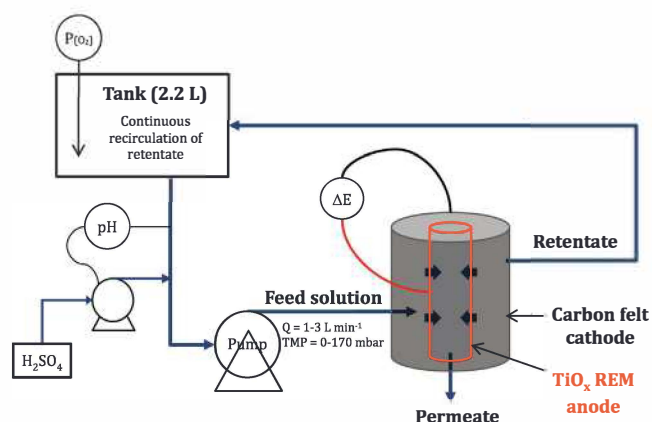 P[O₂]
Tank (2.2 L)
Continuous
recirculation of
retentate
ΔE
pH
Retentate
Feed solution
Q = 1-3 L min⁻¹
TMP = 0-170 mbar
Pump
Carbon felt
cathode
H₂SO₄
TiOₓ REM
anode
Permeate